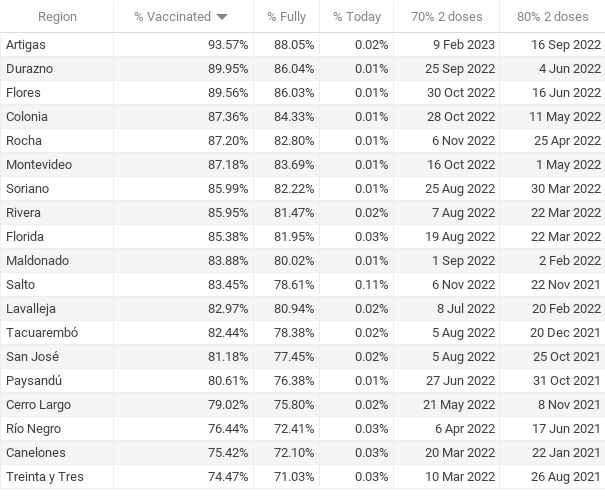 Region % Vaccinated % Fully % Today 70% 2 doses 80% 2 doses
Artigas 93.57% 88.05% 0.02% 9 Feb 2023 16 Sep 2022
Durazno 89.95% 86.04% 0.01% 25 Sep 2022 4 Jun 2022
Flores 89.56% 86.03% 0.01% 30 Oct 2022 16 Jun 2022
Colonia 87.36% 84.33% 0.01% 28 Oct 2022 11 May 2022
Rocha 87.20% 82.80% 0.01% 6 Nov 2022 25 Apr 2022
Montevideo 87.18% 83.69% 0.01% 16 Oct 2022 1 May 2022
Soriano 85.99% 82.22% 0.01% 25 Aug 2022 30 Mar 2022
Rivera 85.95% 81.47% 0.02% 7 Aug 2022 22 Mar 2022
Florida 85.38% 81.95% 0.03% 19 Aug 2022 22 Mar 2022
Maldonado 83.88% 80.02% 0.01% 1 Sep 2022 2 Feb 2022
Salto 83.45% 78.61% 0.11% 6 Nov 2022 22 Nov 2021
Lavalleja 82.97% 80.94% 0.02% 8 Jul 2022 20 Feb 2022
Tacuarembó 82.44% 78.38% 0.02% 5 Aug 2022 20 Dec 2021
San José 81.18% 77.45% 0.02% 5 Aug 2022 25 Oct 2021
Paysandú 80.61% 76.38% 0.01% 27 Jun 2022 31 Oct 2021
Cerro Largo 79.02% 75.80% 0.02% 21 May 2022 8 Nov 2021
Río Negro 76.44% 72.41% 0.03% 6 Apr 2022 17 Jun 2021
Canelones 75.42% 72.10% 0.03% 20 Mar 2022 22 Jan 2021
Treinta y Tres 74.47% 71.03% 0.03% 10 Mar 2022 26 Aug 2021